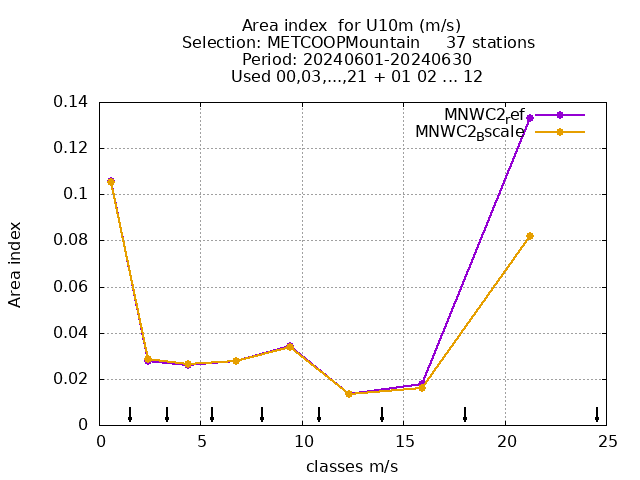 Area index  for U10m (m/s)
Selection: METCOOPMountain     37 stations
Period: 20240601-20240630
Used 00,03,...,21 + 01 02 ... 12
0.14
0.12
0.1
0.08
0.06
0.04
0.02
0
Area index
MNWC2ref
MNWC2Bscale
0 5 10 15 20 25
classes m/s